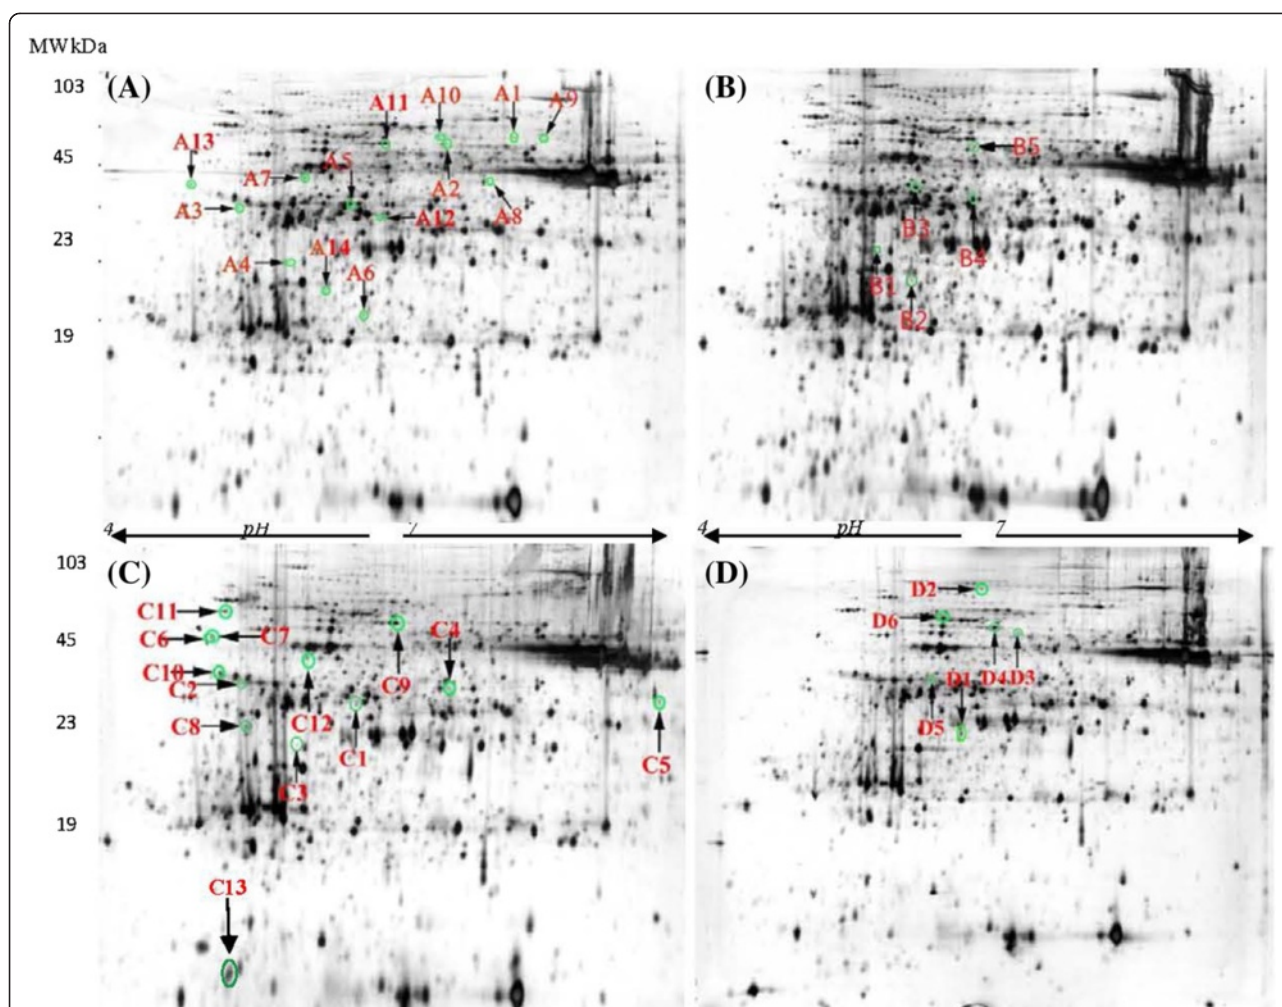 MWkDa
103
(A)
(B)
A11 A10 A1 A9
A13
45
A5
B5
A7
A2
A3
A12 A8
23
B3
A14
A4
A6
B4
B1
B2
19
4 pH 7
4 pH 7
103
(C)
(D)
D2
C11
D6
C4
C6 C7
45
C10
C2
C9
D1 D4 D3
C8
C12
23
D5
C1
C5
C3
19
C13